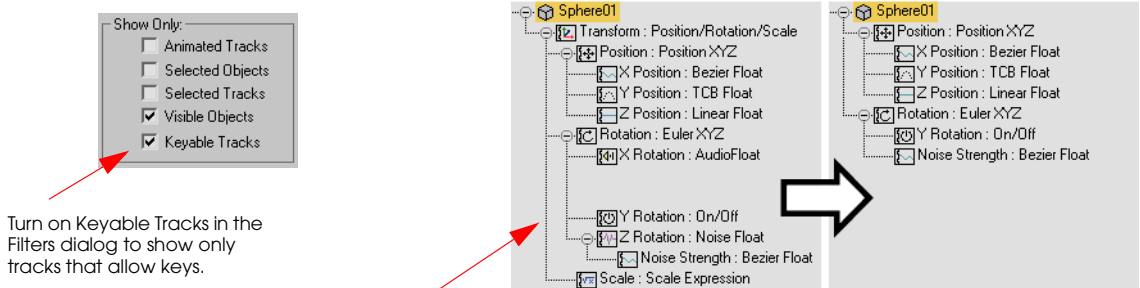 Show Only:
Animated Tracks
Selected Objects
Selected Tracks
Visible Objects
Keyable Tracks
Turn on Keyable Tracks in the
Filters dialog to show only
tracks that allow keys.
Sphere01
Transform : Position/Rotation/Scale
Position : Position XYZ
X Position : Bezier Float
Y Position : TCB Float
Z Position : Linear Float
Rotation : Euler XYZ
X Rotation : AudioFloat
Y Rotation : On/Off
Z Rotation : Noise Float
Noise Strength : Bezier Float
Scale : Scale Expression
Sphere01
Position : Position XYZ
X Position : Bezier Float
Y Position : TCB Float
Z Position : Linear Float
Rotation : Euler XYZ
Y Rotation : On/Off
Noise Strength : Bezier Float